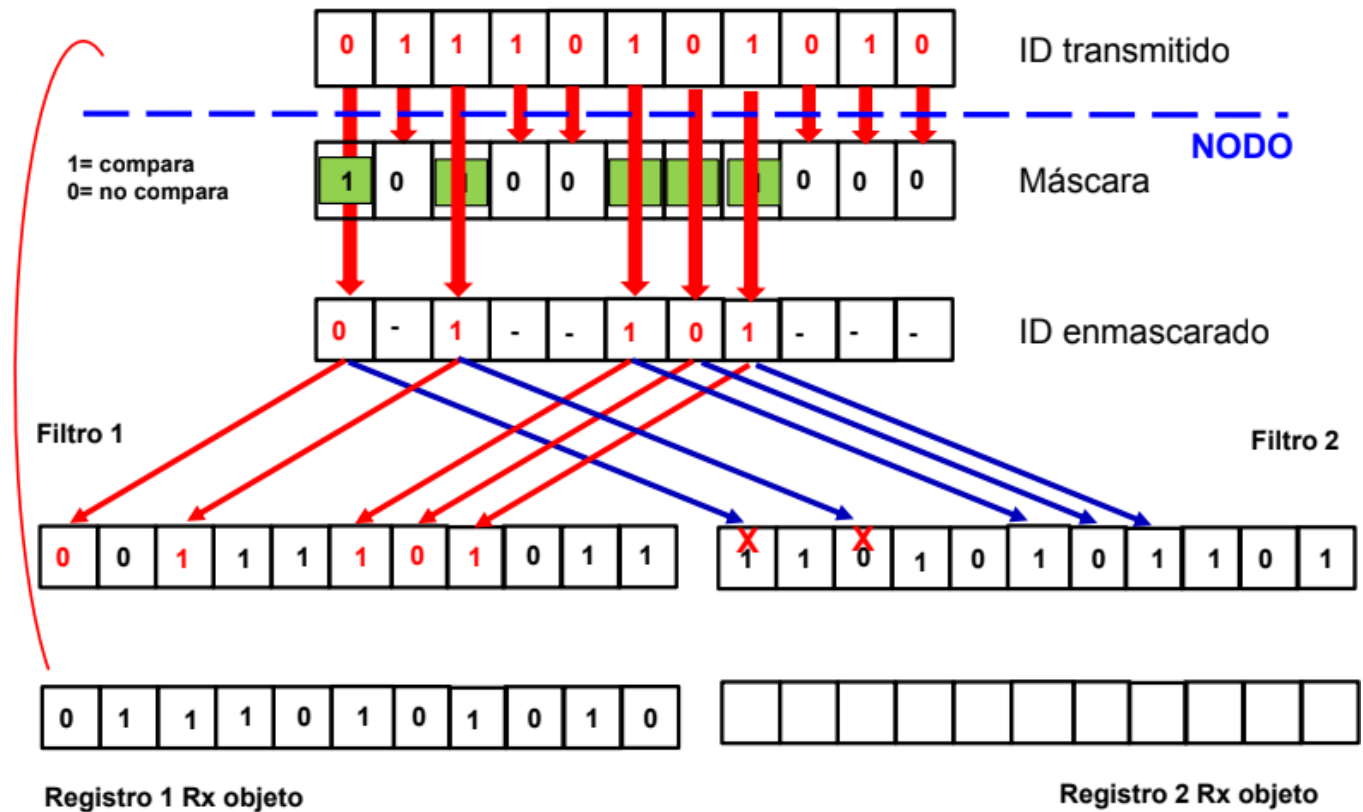 0 1 1 1 0 1 0 1 0 1 0 ID transmitido
NODO
1= compara
0= no compara
1 0 1 0 0 1 0 0 0 Máscara
0 - 1 - - 1 0 1 - - - ID enmascarado
Filtro 1 Filtro 2
X X
0 0 1 1 1 1 0 1 0 1 1 1 1 0 1 0 1 0 1 1 0 1
0 1 1 1 0 1 0 1 0 1 0
Registro 1 Rx objeto Registro 2 Rx objeto